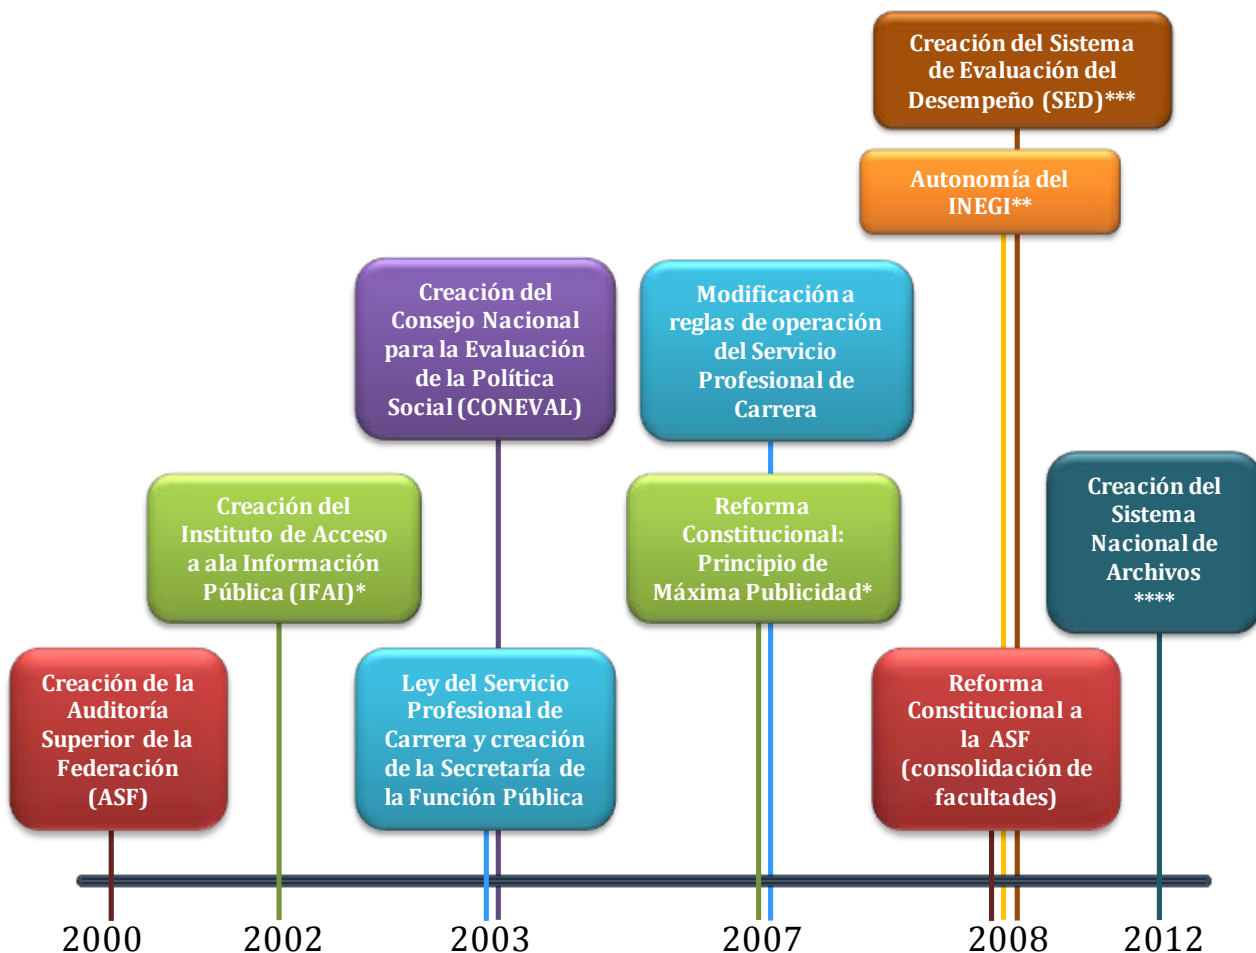 Creación del Sistema
de Evaluación del
Desempeño (SED)***
Autonomía del
INEGI**
Creación del
Consejo Nacional
para la Evaluación
de la Política
Social (CONEVAL)
Modificación a
reglas de operación
del Servicio
Profesional de
Carrera
Creación del
Instituto de Acceso
a ala Información
Pública (IFAI)*
Reforma
Constitucional:
Principio de
Máxima Publicidad*
Creación del
Sistema
Nacional de
Archivos
****
Creación de la
Auditoría
Superior de la
Federación
(ASF)
Ley del Servicio
Profesional de
Carrera y creación
de la Secretaría de
la Función Pública
Reforma
Constitucional a
la ASF
(consolidación de
facultades)
2000
2002
2003
2007
2008
2012